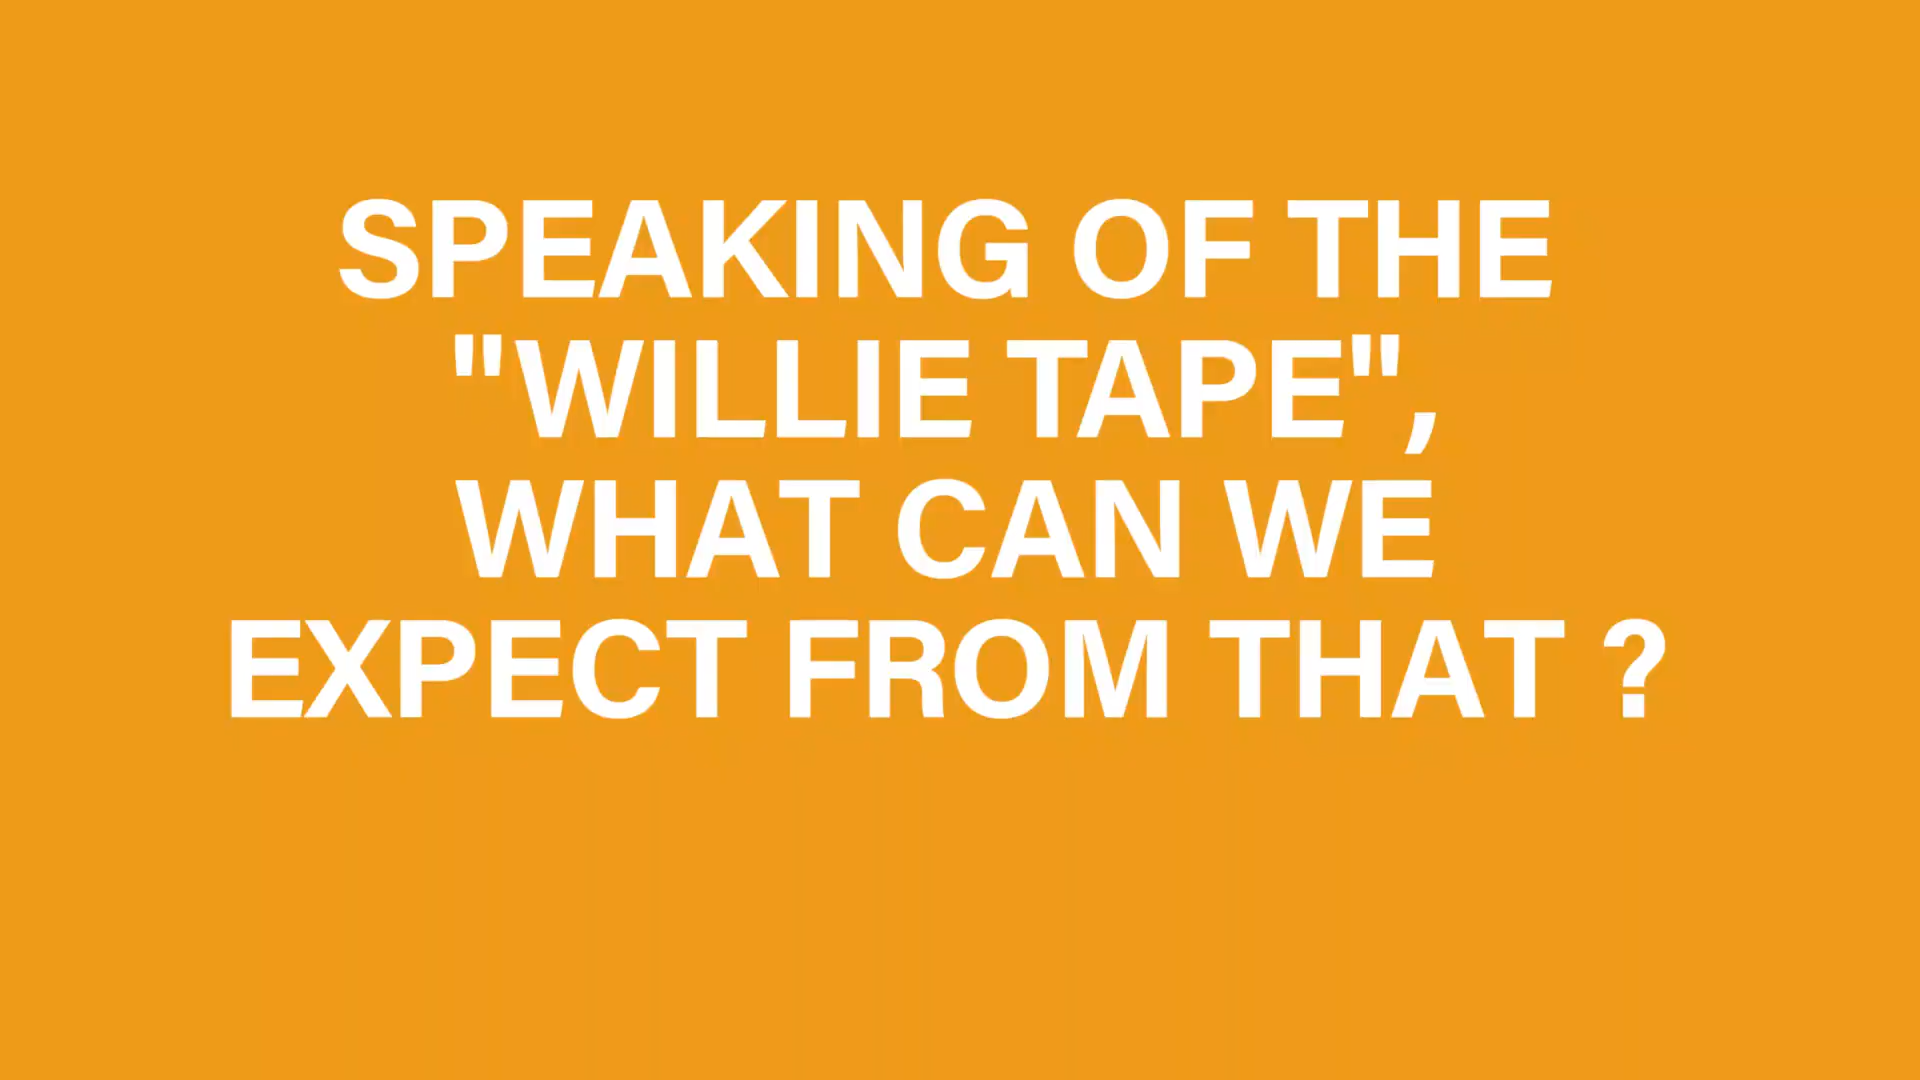 SPEAKING OF THE
"WILLIE TAPE",
WHAT CAN WE
EXPECT FROM THAT ?